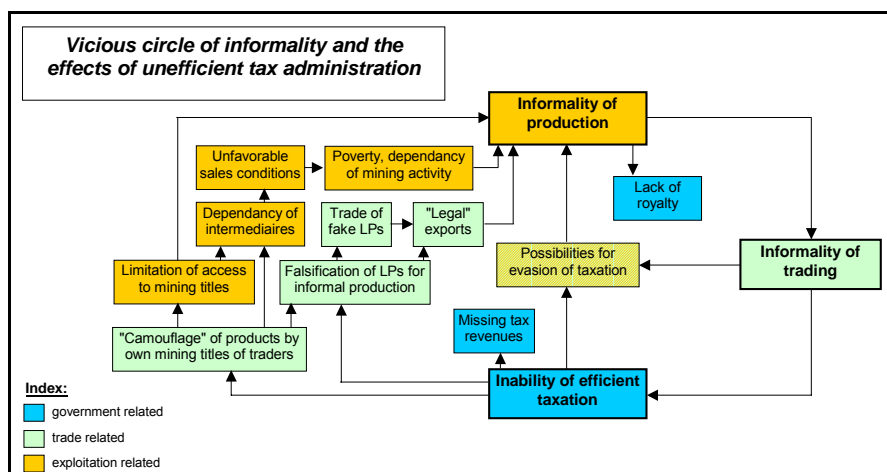 Vicious circle of informality and the
effects of unefficient tax administration
Informality of
production
Unfavorable
sales conditions
Poverty, dependancy
of mining activity
Lack of
royalty
Dependancy of
intermediaires
Trade of
fake LPs
"Legal"
exports
Informality of
trading
Possibilities for
evasion of taxation
Limitation of access
to mining titles
Falsification of LPs for
informal production
Missing tax
revenues
"Camouflage" of products by
own mining titles of traders
Inability of efficient
taxation
Index:
government related
trade related
exploitation related